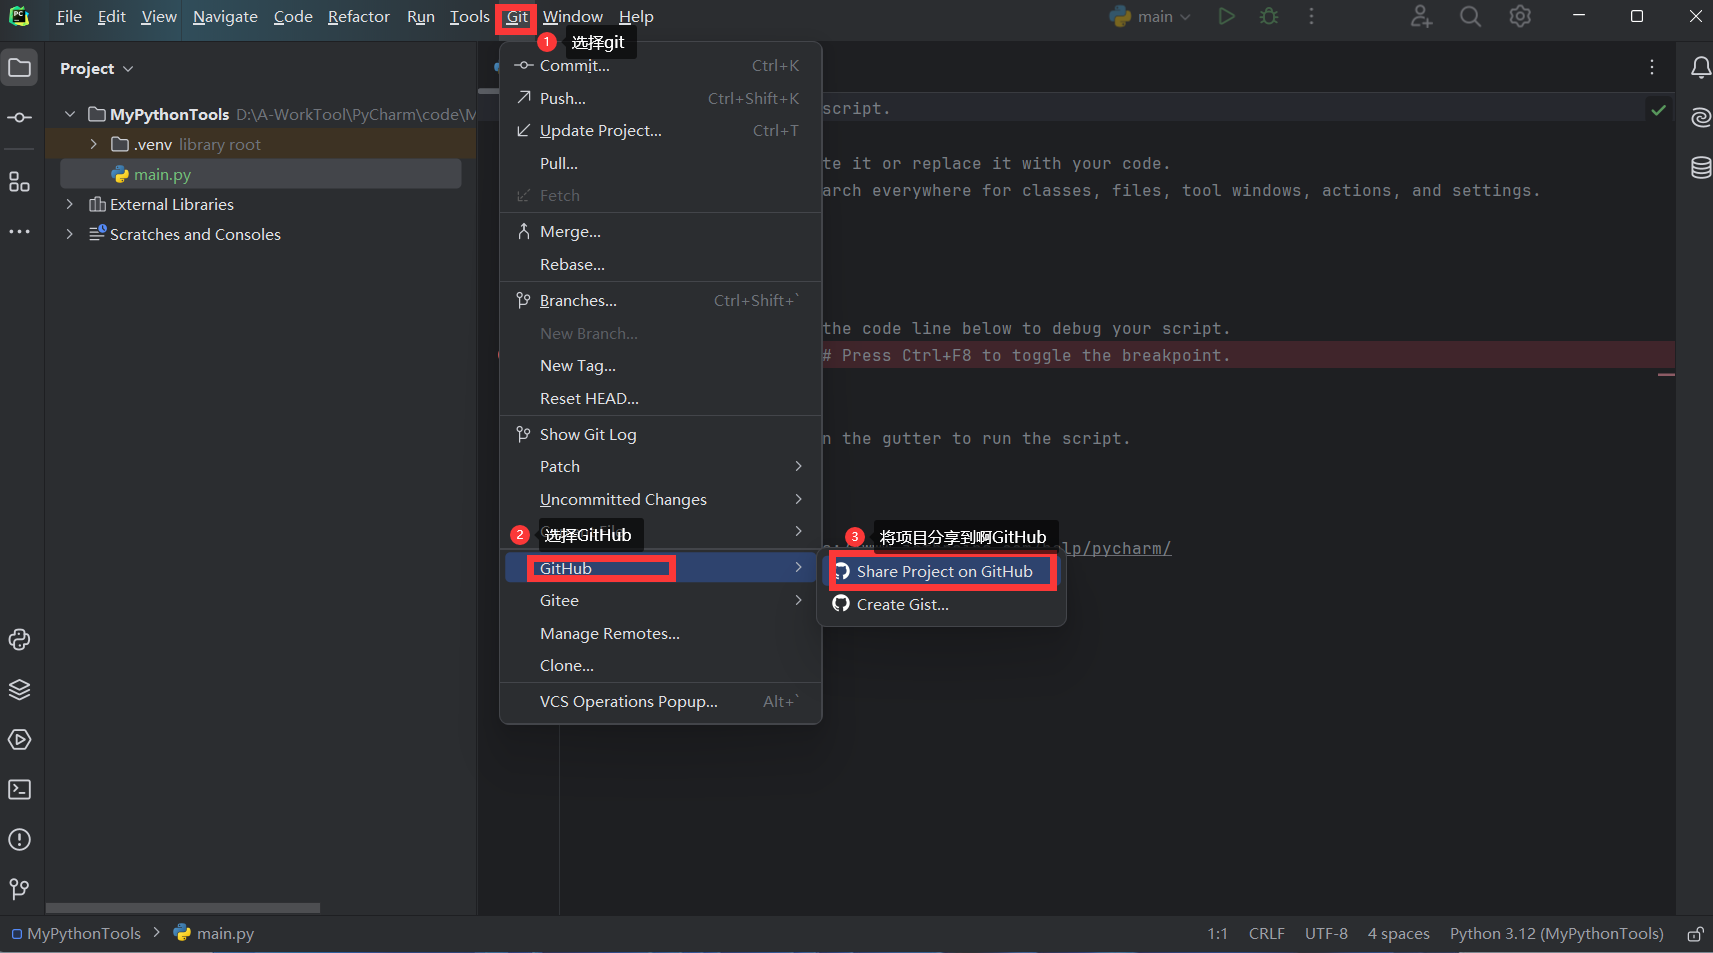 File Edit View Navigate Code Refactor Run Tools Git Window Help main
1 选择git
Project
MyPythonTools D:\A-WorkTool\PyCharm\code\M
.venv library root
main.py
External Libraries
Scratches and Consoles
Commit... Ctrl+K
Push... Ctrl+Shift+K
Update Project... Ctrl+T
Pull...
Fetch
Merge...
Rebase...
Branches... Ctrl+Shift+`
New Branch...
New Tag...
Reset HEAD...
Show Git Log
Patch
Uncommitted Changes
2 选择GitHub
GitHub
Gitee
Manage Remotes...
Clone...
VCS Operations Popup... Alt+`
3 将项目分享到啊GitHub
Share Project on GitHub
Create Gist...
script.
te it or replace it with your code.
arch everywhere for classes, files, tool windows, actions, and settings.
the code line below to debug your script.
# Press Ctrl+F8 to toggle the breakpoint.
n the gutter to run the script.
lp/pycharm/
MyPythonTools > main.py
1:1 CRLF UTF-8 4 spaces Python 3.12 (MyPythonTools)